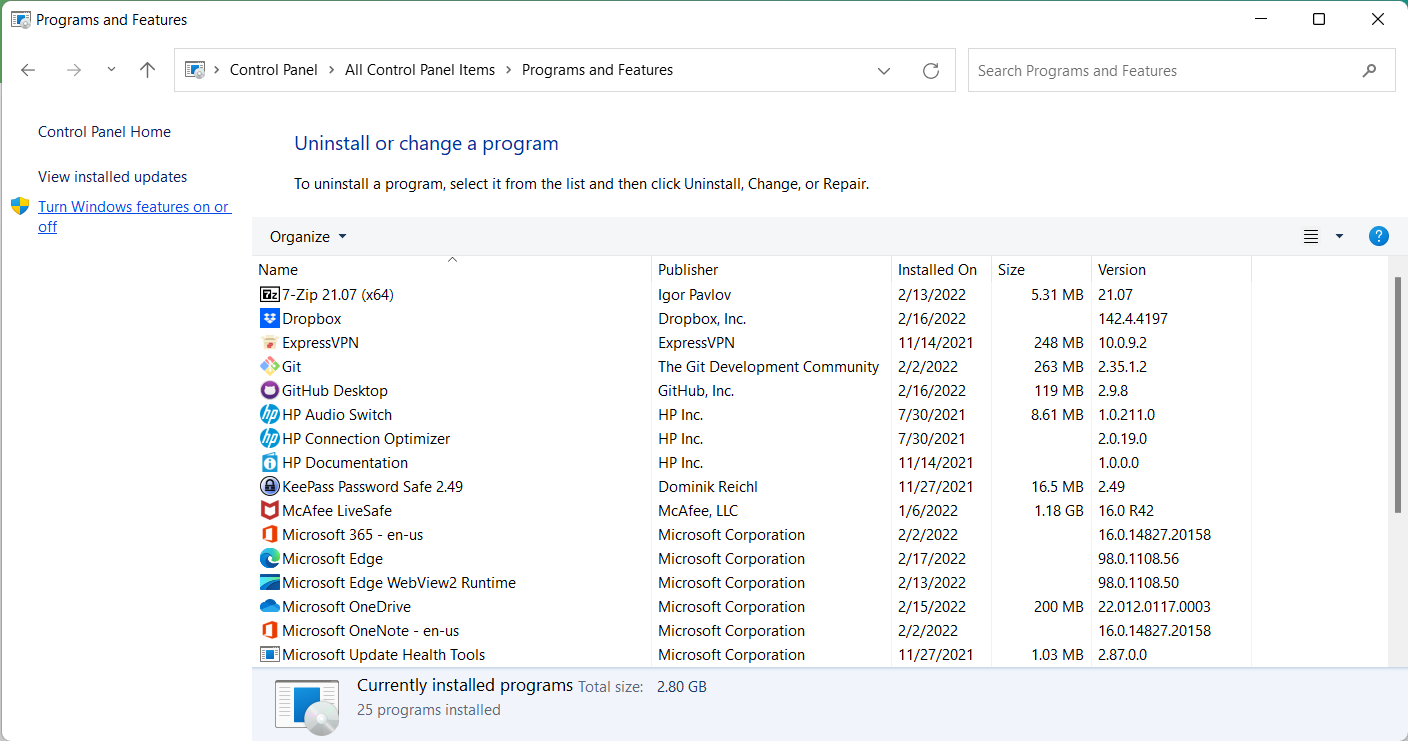 Programs and Features
Control Panel > All Control Panel Items > Programs and Features
Search Programs and Features
Control Panel Home
View installed updates
Turn Windows features on or
off
Uninstall or change a program
To uninstall a program, select it from the list and then click Uninstall, Change, or Repair.
Organize
?
Name Publisher Installed On Size Version
7z 7-Zip 21.07 (x64) Igor Pavlov 2/13/2022 5.31 MB 21.07
Dropbox Dropbox, Inc. 2/16/2022 142.4.4197
ExpressVPN ExpressVPN 11/14/2021 248 MB 10.0.9.2
Git The Git Development Community 2/2/2022 263 MB 2.35.1.2
GitHub Desktop GitHub, Inc. 2/16/2022 119 MB 2.9.8
hp HP Audio Switch HP Inc. 7/30/2021 8.61 MB 1.0.211.0
hp HP Connection Optimizer HP Inc. 7/30/2021 2.0.19.0
HP Documentation HP Inc. 11/14/2021 1.0.0.0
KeePass Password Safe 2.49 Dominik Reichl 11/27/2021 16.5 MB 2.49
McAfee LiveSafe McAfee, LLC 1/6/2022 1.18 GB 16.0 R42
Microsoft 365 - en-us Microsoft Corporation 2/2/2022 16.0.14827.20158
Microsoft Edge Microsoft Corporation 2/17/2022 98.0.1108.56
Microsoft Edge WebView2 Runtime Microsoft Corporation 2/13/2022 98.0.1108.50
Microsoft OneDrive Microsoft Corporation 2/15/2022 200 MB 22.012.0117.0003
Microsoft OneNote - en-us Microsoft Corporation 2/2/2022 16.0.14827.20158
Microsoft Update Health Tools Microsoft Corporation 11/27/2021 1.03 MB 2.87.0.0
Currently installed programs Total size: 2.80 GB
25 programs installed